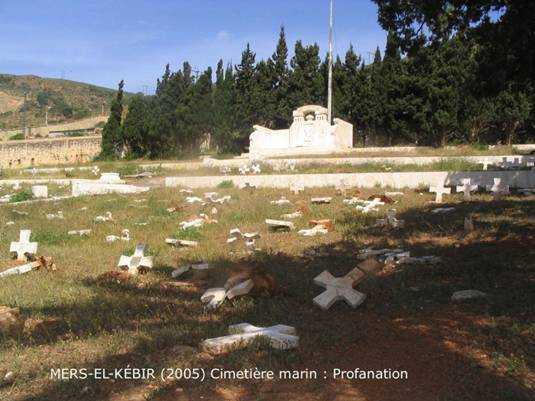 MERS-EL-KÉBIR (2005) Cimetière marin : Profanation